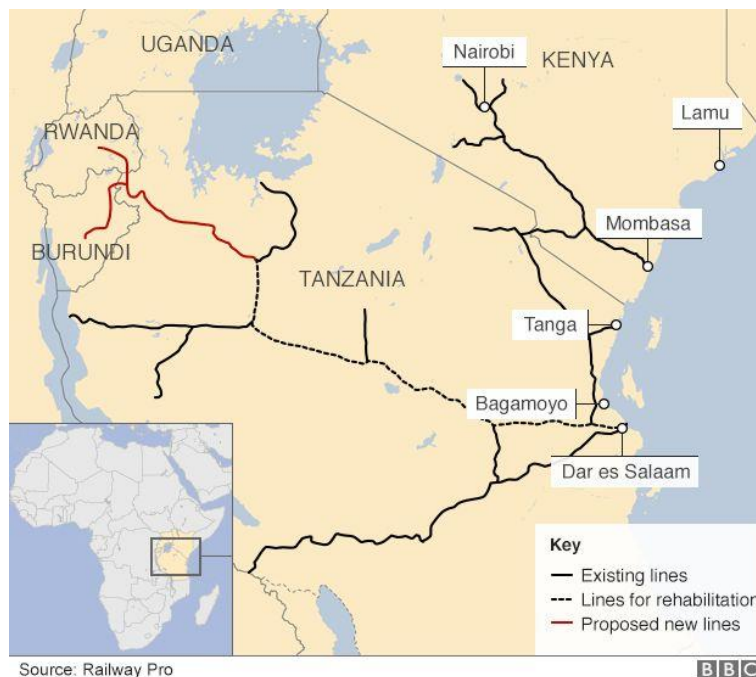 UGANDA
Nairobi
KENYA
Lamu
RWANDA
Mombasa
BURUNDI
TANZANIA
Tanga
Bagamoyo
Dar es Salaam
Key
Existing lines
Lines for rehabilitation
Proposed new lines
Source: Railway Pro
BBC